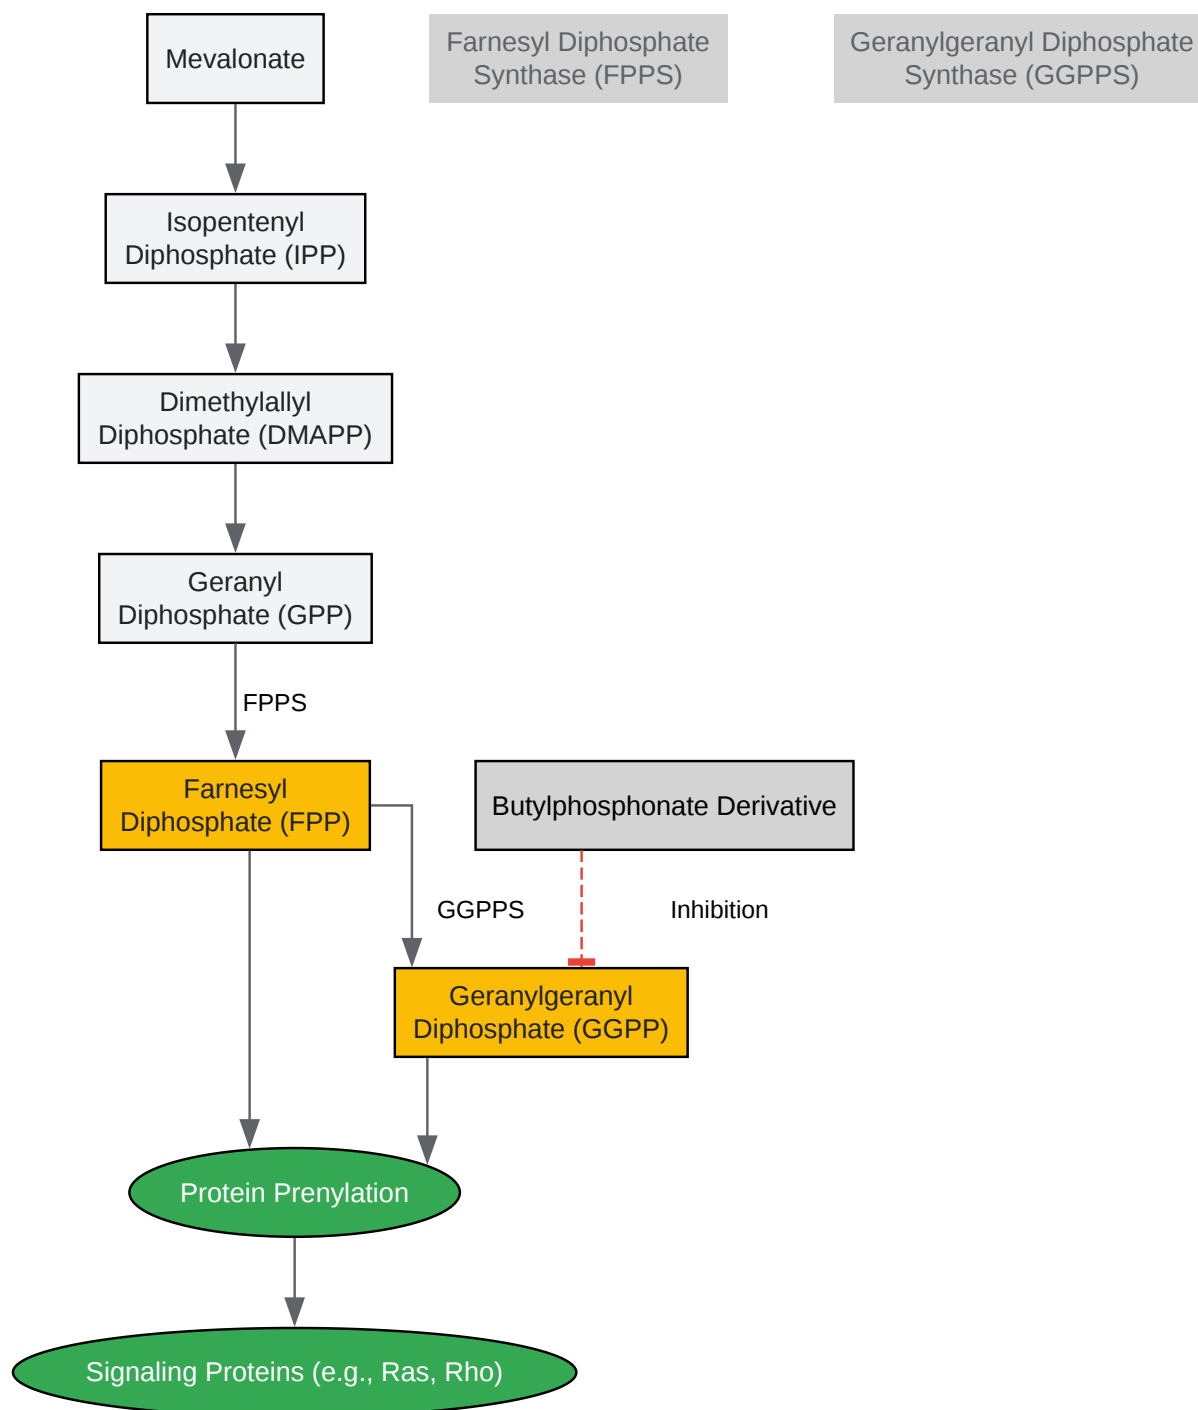 Mevalonate
Farnesyl Diphosphate
Synthase (FPPS)
Geranylgeranyl Diphosphate
Synthase (GGPPS)
Isopentenyl
Diphosphate (IPP)
Dimethylallyl
Diphosphate (DMAPP)
Geranyl
Diphosphate (GPP)
FPPS
Farnesyl
Diphosphate (FPP)
Butylphosphonate Derivative
GGPPS
Inhibition
Geranylgeranyl
Diphosphate (GGPP)
Protein Prenylation
Signaling Proteins (e.g., Ras, Rho)